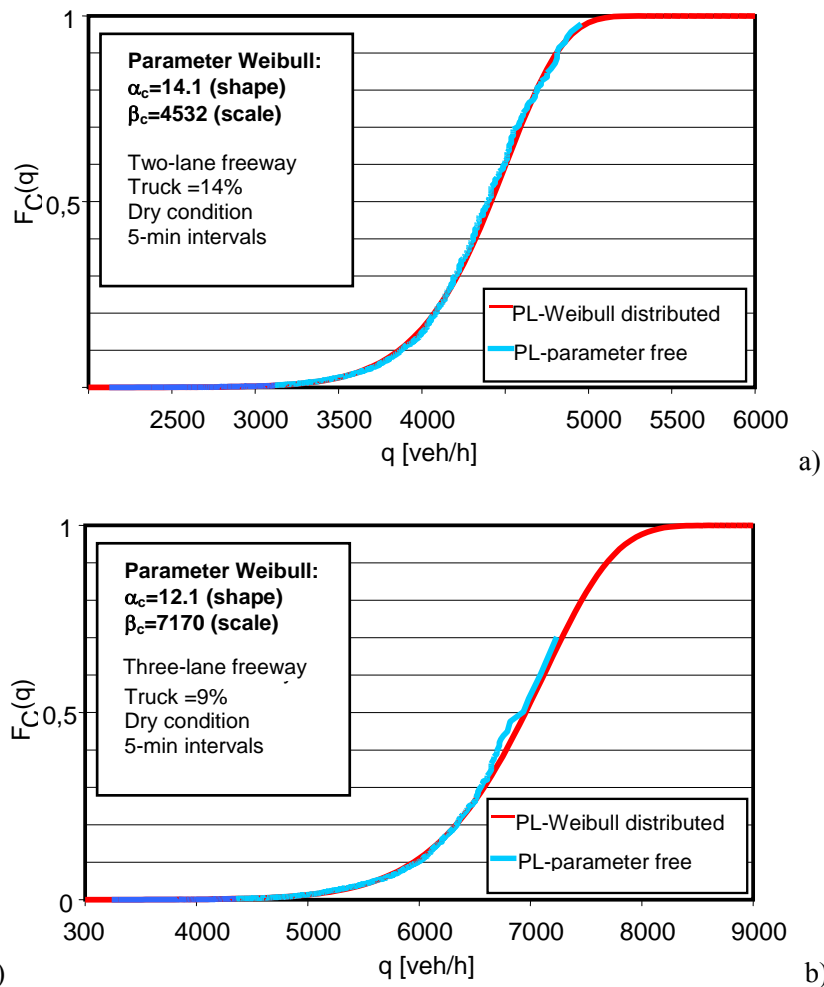 1
Parameter Weibull:
αc=14.1 (shape)
βc=4532 (scale)
Two-lane freeway
Truck =14%
Dry condition
5-min intervals
FC(q)
0,5
PL-Weibull distributed
PL-parameter free
0
2500 3000 3500 4000 5000 5500 6000
q [veh/h]
a)
1
Parameter Weibull:
αc=12.1 (shape)
βc=7170 (scale)
Three-lane freeway
Truck =9%
Dry condition
5-min intervals
FC(q)
0,5
PL-Weibull distributed
PL-parameter free
0
300 4000 5000 6000 7000 8000 9000
q [veh/h]
)
b)